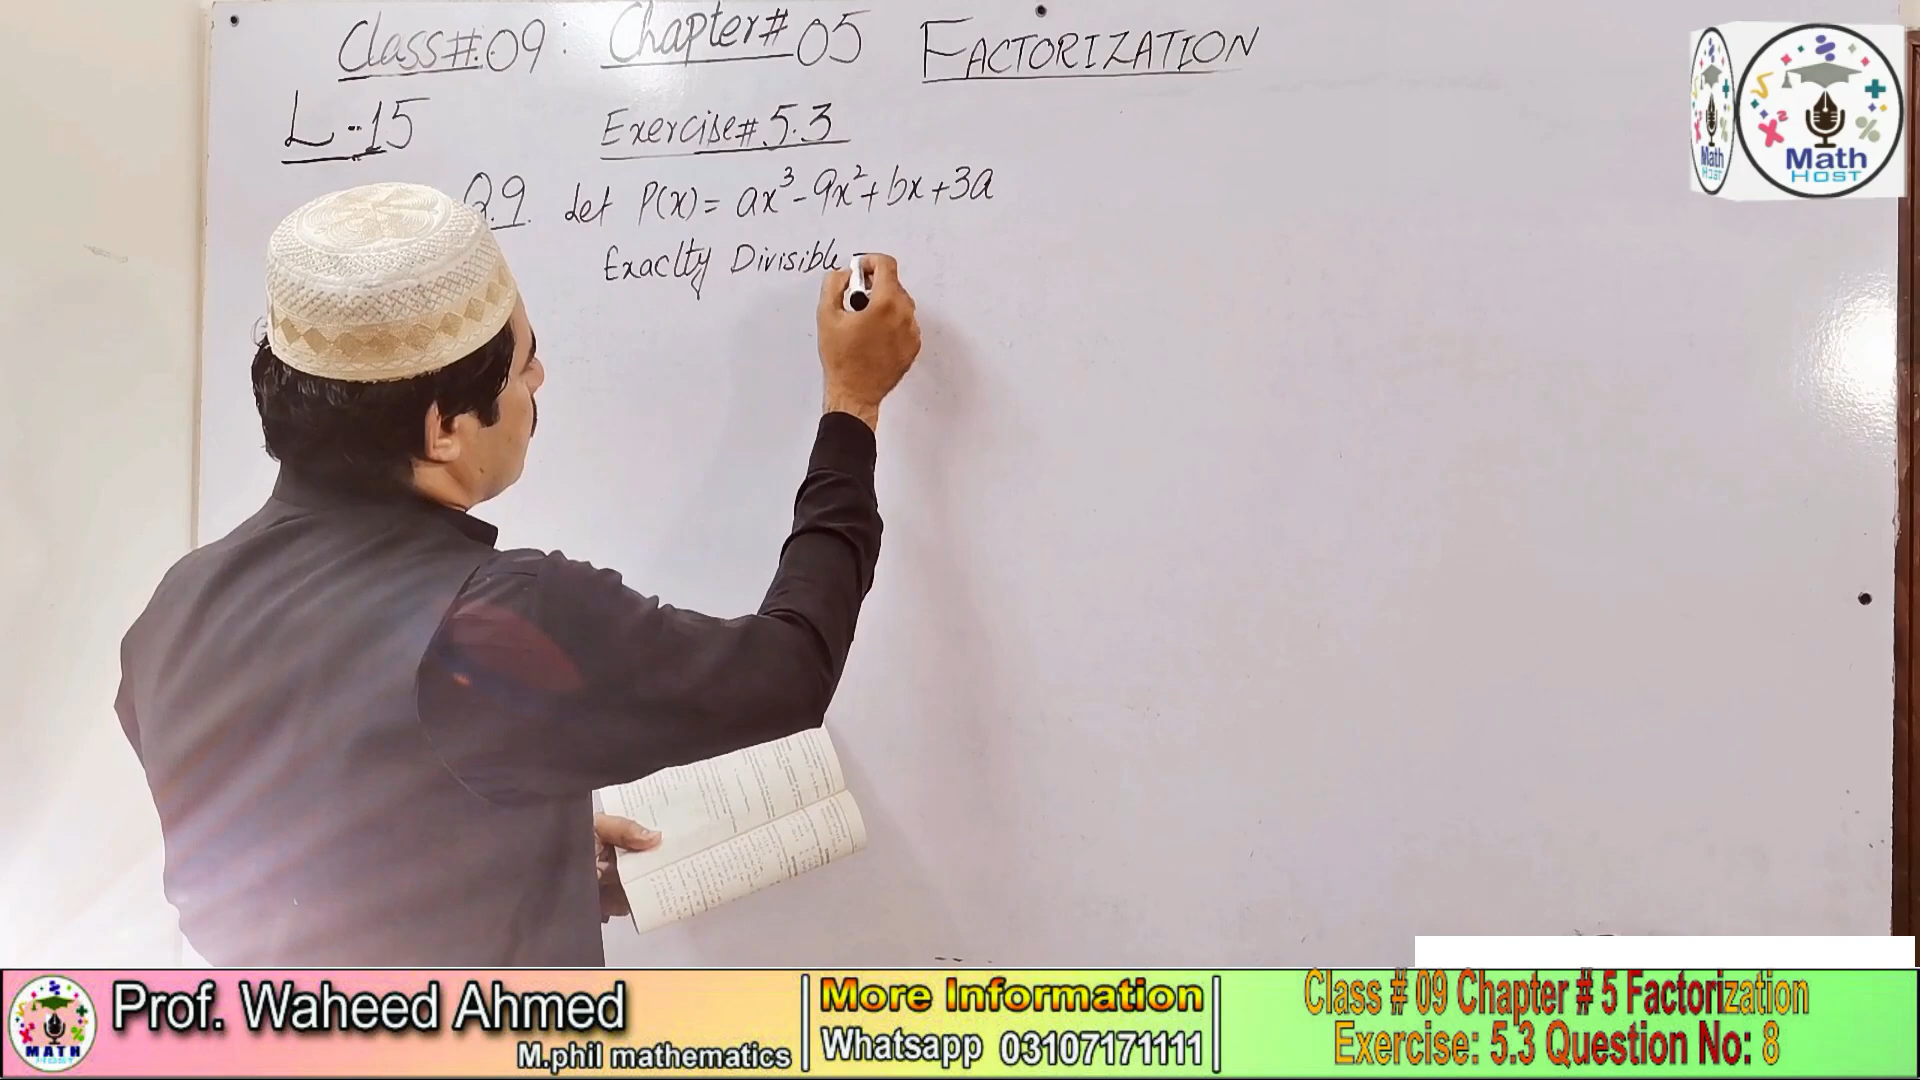 Class#:09: Chapter# 05 FACTORIZATION
L-15 Exercise# 5.3
Q.9. Let P(x) = ax³ - 9x² + bx + 3a
Exaclty Divisible
Math
HOST
Math
HOST
MATH
HOST
Prof. Waheed Ahmed
M.phil mathematics
More Information
Whatsapp 03107171111
Class # 09 Chapter # 5 Factorization
Exercise: 5.3 Question No: 8